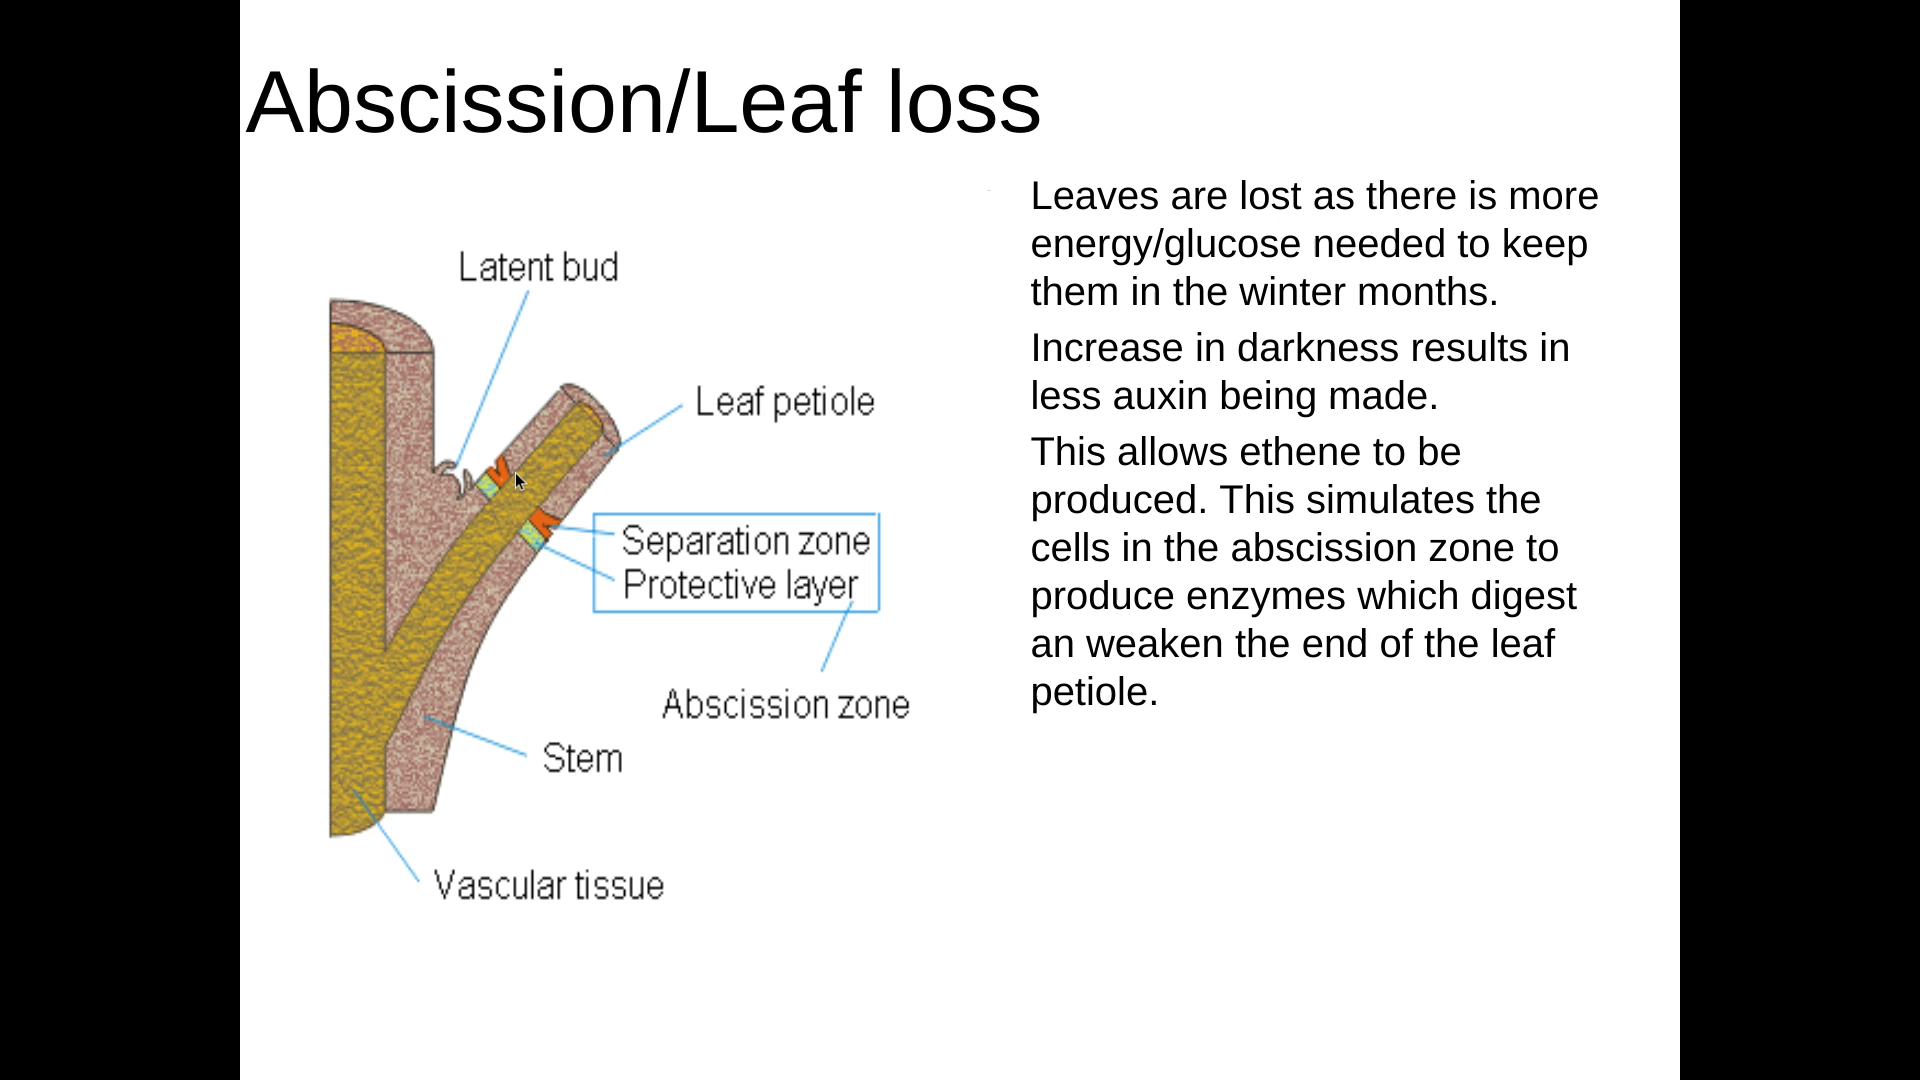 Abscission/Leaf loss
Latent bud
Leaf petiole
Separation zone
Protective layer
Abscission zone
Stem
Vascular tissue
Leaves are lost as there is more
energy/glucose needed to keep
them in the winter months.
Increase in darkness results in
less auxin being made.
This allows ethene to be
produced. This simulates the
cells in the abscission zone to
produce enzymes which digest
an weaken the end of the leaf
petiole.